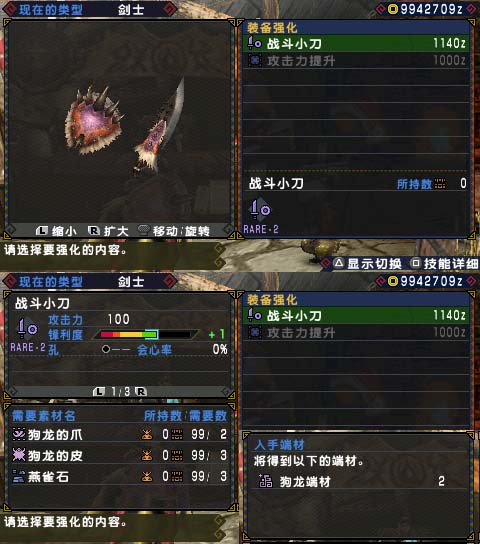 现在的类型 剑士
9942709z
装备强化
战斗小刀 1140z
攻击力提升 1000z
战斗小刀 所持数 0
RARE-2
L 缩小 R 扩大 移动/旋转
请选择要强化的内容。
△显示切换 □技能详细
现在的类型 剑士
9942709z
战斗小刀
攻击力 100
锋利度 +1
RARE-2
孔 ●ーー 会心率 0%
L 1/3 R
需要素材名 所持数/需要数
狗龙的爪 0 99/ 2
狗龙的皮 0 99/ 3
燕雀石 0 99/ 3
请选择要强化的内容。
装备强化
战斗小刀 1140z
攻击力提升 1000z
入手端材
将得到以下的端材。
狗龙端材 2